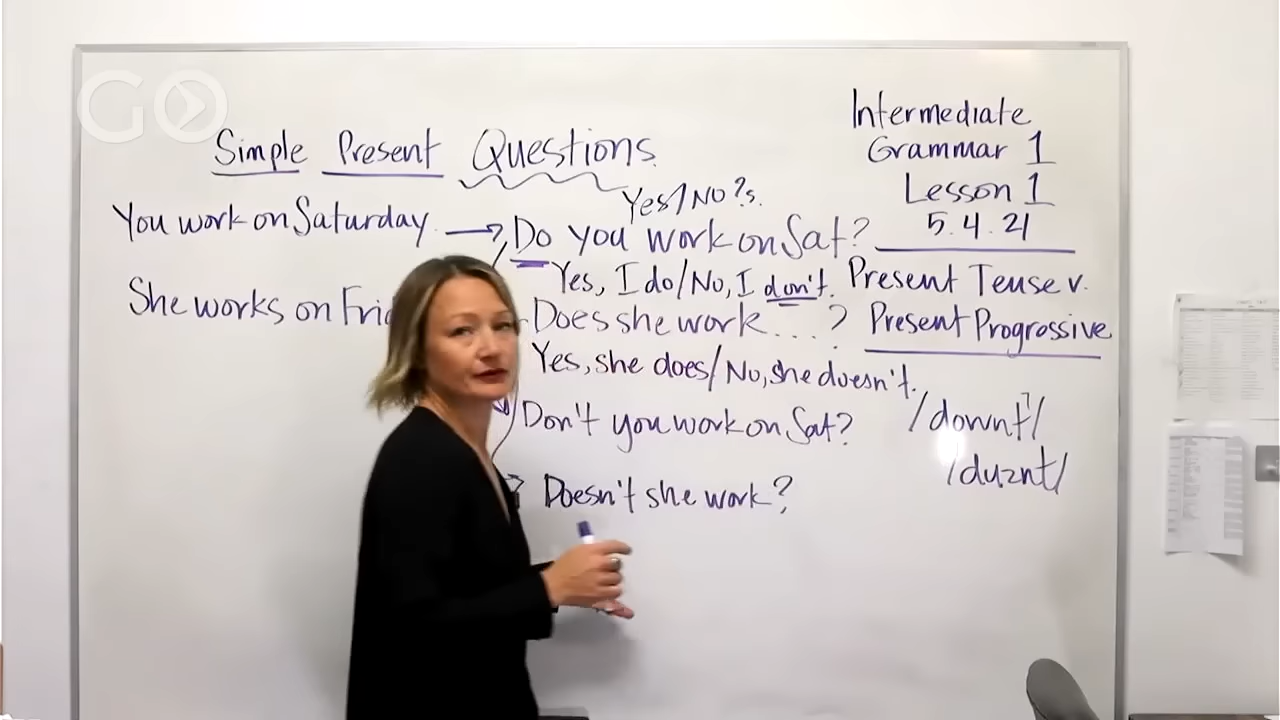 GO
Simple Present Questions
Yes/No ?s.
You work on Saturday. → Do you work on Sat?
Yes, I do/No, I don't.
She works on Frid
Does she work...?
Yes, she does/No, she doesn't.
Don't you work on Sat?
Doesn't she work?
Intermediate
Grammar 1
Lesson 1
5.4.21
Present Tense v.
Present Progressive
/downt/
/duznt/